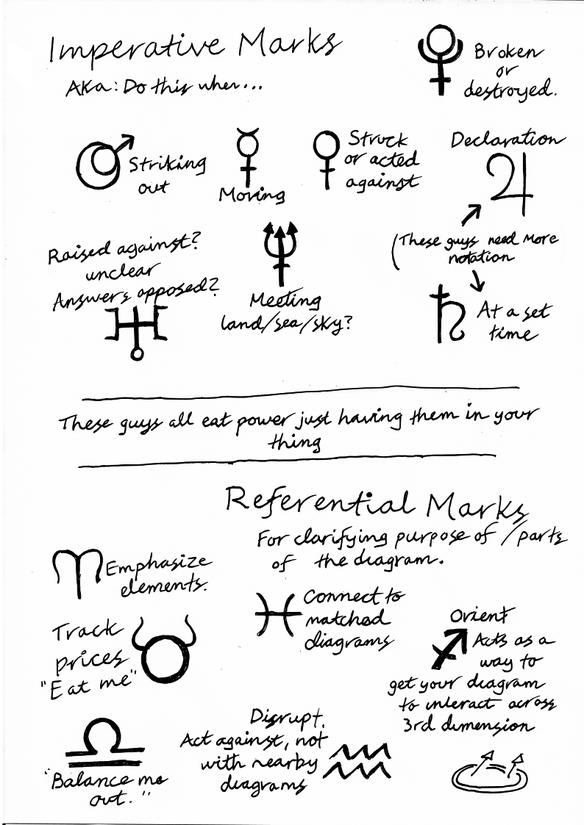 Imperative Marks
AKA: Do this when...
Broken
or
destroyed.
Striking
out
Moving
Struck
or acted
against
Declaration
(These guys need more
notation
Raised against?
unclear
Answers opposed?
Meeting
land/sea/sky?
At a set
time
These guys all eat power just having them in your
thing
Referential Marks
For clarifying purpose of / parts
of the diagram.
Emphasize
elements.
Connect to
matched
diagrams
Track
prices
"Eat me"
Orient
Acts as a
way to
get your diagram
to interact across
3rd dimension
Disrupt.
Act against, not
with nearby
diagrams
"Balance me
out."